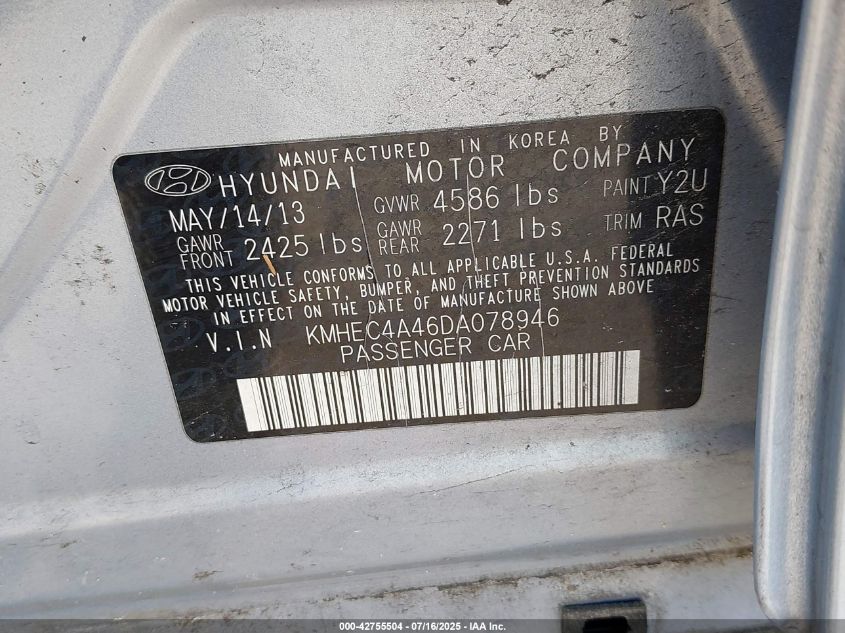 MANUFACTURED IN KOREA BY
HYUNDAI MOTOR COMPANY
MAY/14/13 GVWR 4586 lbs PAINT Y2U
GAWR FRONT 2425 lbs GAWR REAR 2271 lbs TRIM RAS
THIS VEHICLE CONFORMS TO ALL APPLICABLE U.S.A. FEDERAL
MOTOR VEHICLE SAFETY, BUMPER, AND THEFT PREVENTION STANDARDS
IN EFFECT ON THE DATE OF MANUFACTURE SHOWN ABOVE
V.I.N KMHEC4A46DA078946
PASSENGER CAR
000-42755504 - 07/16/2025 - IAA Inc.